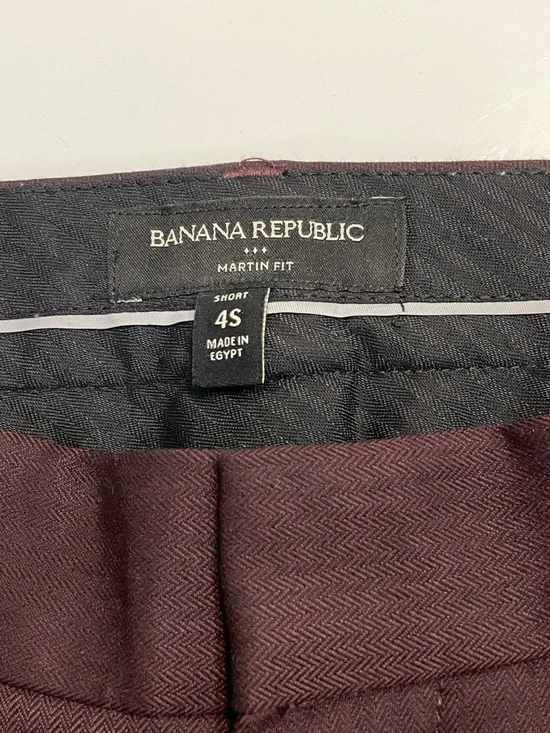 BANANA REPUBLIC
MARTIN FIT
SHORT
4S
MADE IN
EGYPT